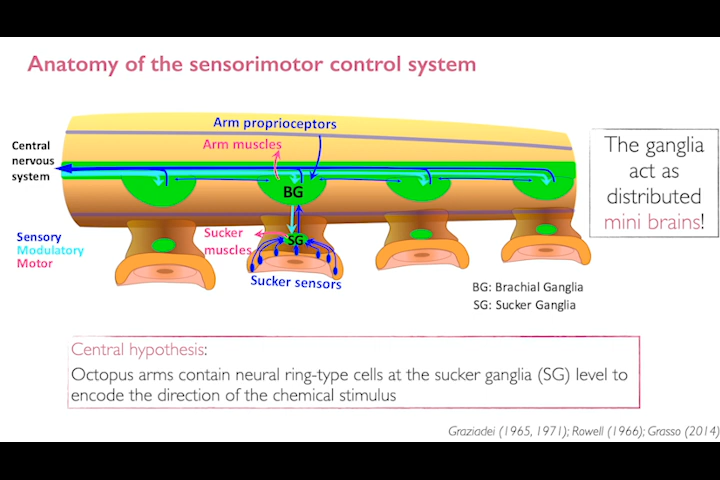 Anatomy of the sensorimotor control system
Arm proprioceptors
Arm muscles
Central
nervous
system
BG
The ganglia
act as
distributed
mini brains!
Sensory
Modulatory
Motor
Sucker
muscles
SG
Sucker sensors
BG: Brachial Ganglia
SG: Sucker Ganglia
Central hypothesis:
Octopus arms contain neural ring-type cells at the sucker ganglia (SG) level to
encode the direction of the chemical stimulus
Graziadei (1965, 1971); Rowell (1966); Grasso (2014)